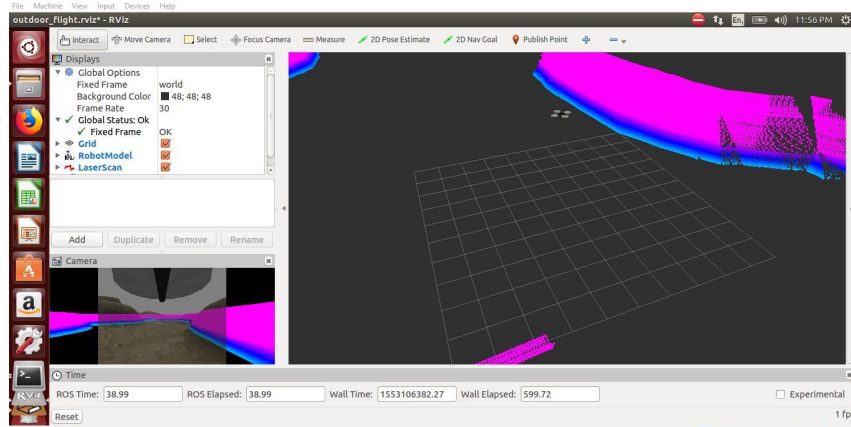 File Machine View Input Devices Help
outdoor_flight.rviz* - RViz
En
11:56 PM
Interact Move Camera Select Focus Camera Measure 2D Pose Estimate 2D Nav Goal Publish Point
Displays
Global Options
Fixed Frame world
Background Color 48; 48; 48
Frame Rate 30
Global Status: Ok
Fixed Frame OK
Grid
RobotModel
LaserScan
Add Duplicate Remove Rename
Camera
Time
ROS Time: 38.99 ROS Elapsed: 38.99 Wall Time: 1553106382.27 Wall Elapsed: 599.72 Experimental
RViz
Reset
1 fp